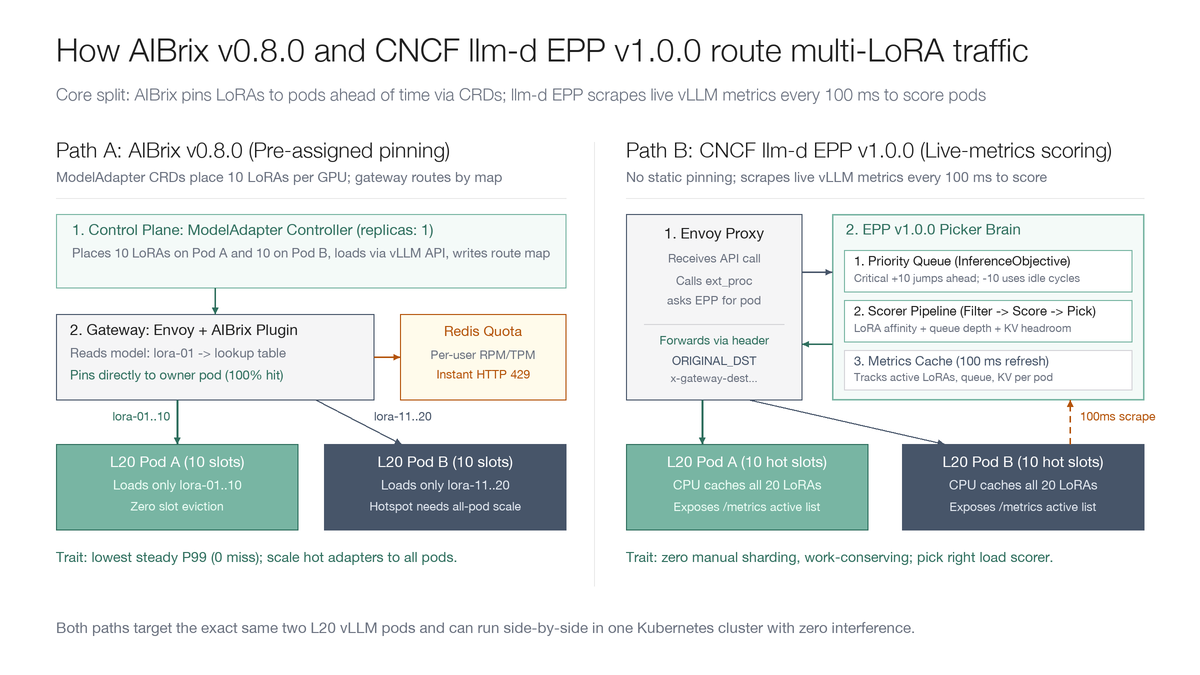 How AIBrix v0.8.0 and CNCF llm-d EPP v1.0.0 route multi-LoRA traffic
Core split: AIBrix pins LoRAs to pods ahead of time via CRDs; llm-d EPP scrapes live vLLM metrics every 100 ms to score pods
Path A: AIBrix v0.8.0 (Pre-assigned pinning)
ModelAdapter CRDs place 10 LoRAs per GPU; gateway routes by map
1. Control Plane: ModelAdapter Controller (replicas: 1)
Places 10 LoRAs on Pod A and 10 on Pod B, loads via vLLM API, writes route map
2. Gateway: Envoy + AIBrix Plugin
Reads model: lora-01 -> lookup table
Pins directly to owner pod (100% hit)
Redis Quota
Per-user RPM/TPM
Instant HTTP 429
lora-01..10
lora-11..20
L20 Pod A (10 slots)
Loads only lora-01..10
Zero slot eviction
L20 Pod B (10 slots)
Loads only lora-11..20
Hotspot needs all-pod scale
Trait: lowest steady P99 (0 miss); scale hot adapters to all pods.
Path B: CNCF llm-d EPP v1.0.0 (Live-metrics scoring)
No static pinning; scrapes live vLLM metrics every 100 ms to score
1. Envoy Proxy
Receives API call
Calls ext_proc
asks EPP for pod
Forwards via header
ORIGINAL_DST
x-gateway-dest...
2. EPP v1.0.0 Picker Brain
1. Priority Queue (InferenceObjective)
Critical +10 jumps ahead; -10 uses idle cycles
2. Scorer Pipeline (Filter -> Score -> Pick)
LoRA affinity + queue depth + KV headroom
3. Metrics Cache (100 ms refresh)
Tracks active LoRAs, queue, KV per pod
100ms scrape
L20 Pod A (10 hot slots)
CPU caches all 20 LoRAs
Exposes /metrics active list
L20 Pod B (10 hot slots)
CPU caches all 20 LoRAs
Exposes /metrics active list
Trait: zero manual sharding, work-conserving; pick right load scorer.
Both paths target the exact same two L20 vLLM pods and can run side-by-side in one Kubernetes cluster with zero interference.